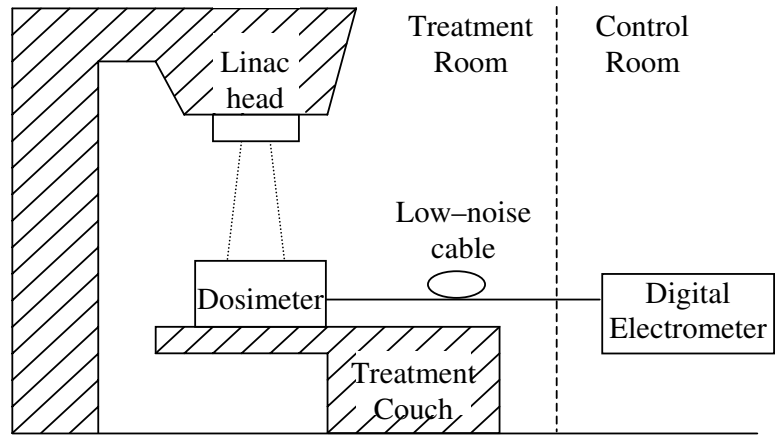 Treatment
Room
Control
Room
Linac
head
Low–noise
cable
Dosimeter
Digital
Electrometer
Treatment
Couch